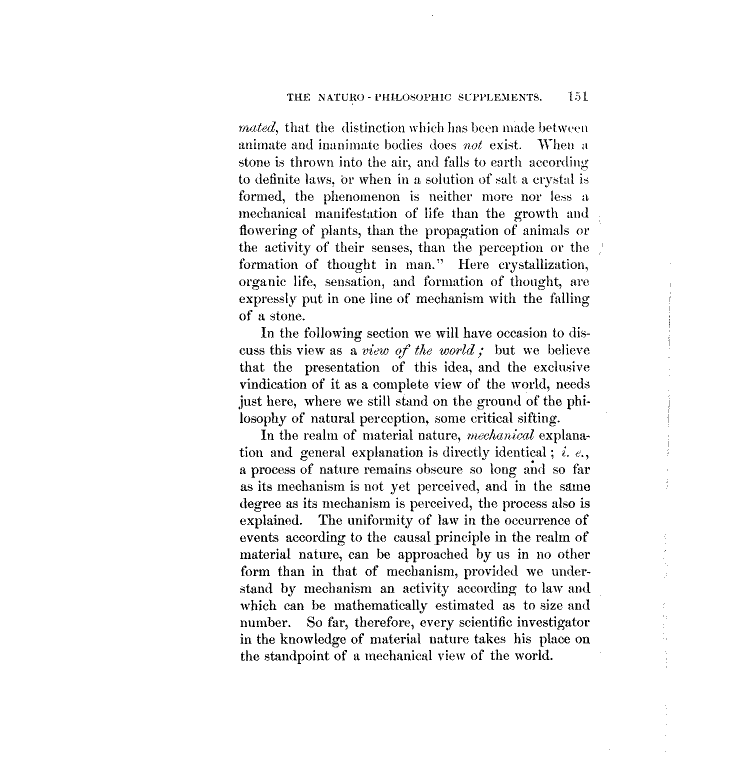 THE NATURO-PHILOSOPHIC SUPPLEMENTS. 151
mated, that the distinction which has been made between
animate and inanimate bodies does not exist. When a
stone is thrown into the air, and falls to earth according
to definite laws, or when in a solution of salt a crystal is
formed, the phenomenon is neither more nor less a
mechanical manifestation of life than the growth and
flowering of plants, than the propagation of animals or
the activity of their senses, than the perception or the
formation of thought in man." Here crystallization,
organic life, sensation, and formation of thought, are
expressly put in one line of mechanism with the falling
of a stone.
In the following section we will have occasion to dis-
cuss this view as a view of the world; but we believe
that the presentation of this idea, and the exclusive
vindication of it as a complete view of the world, needs
just here, where we still stand on the ground of the phi-
losophy of natural perception, some critical sifting.
In the realm of material nature, mechanical explana-
tion and general explanation is directly identical; i. e.,
a process of nature remains obscure so long and so far
as its mechanism is not yet perceived, and in the same
degree as its mechanism is perceived, the process also is
explained. The uniformity of law in the occurrence of
events according to the causal principle in the realm of
material nature, can be approached by us in no other
form than in that of mechanism, provided we under-
stand by mechanism an activity according to law and
which can be mathematically estimated as to size and
number. So far, therefore, every scientific investigator
in the knowledge of material nature takes his place on
the standpoint of a mechanical view of the world.